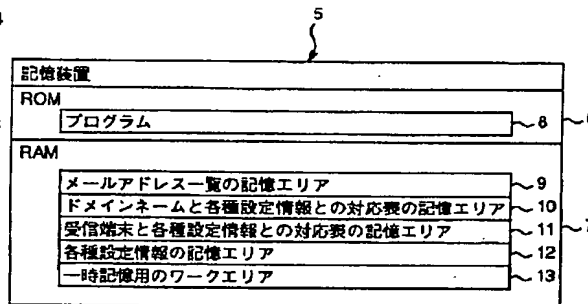 5
記憶装置
ROM
プログラム 8
RAM
メールアドレス一覧の記憶エリア 9
ドメインネームと各種設定情報との対応表の記憶エリア 10
受信端末と各種設定情報との対応表の記憶エリア 11
7
各種設定情報の記憶エリア 12
一時記憶用のワークエリア 13